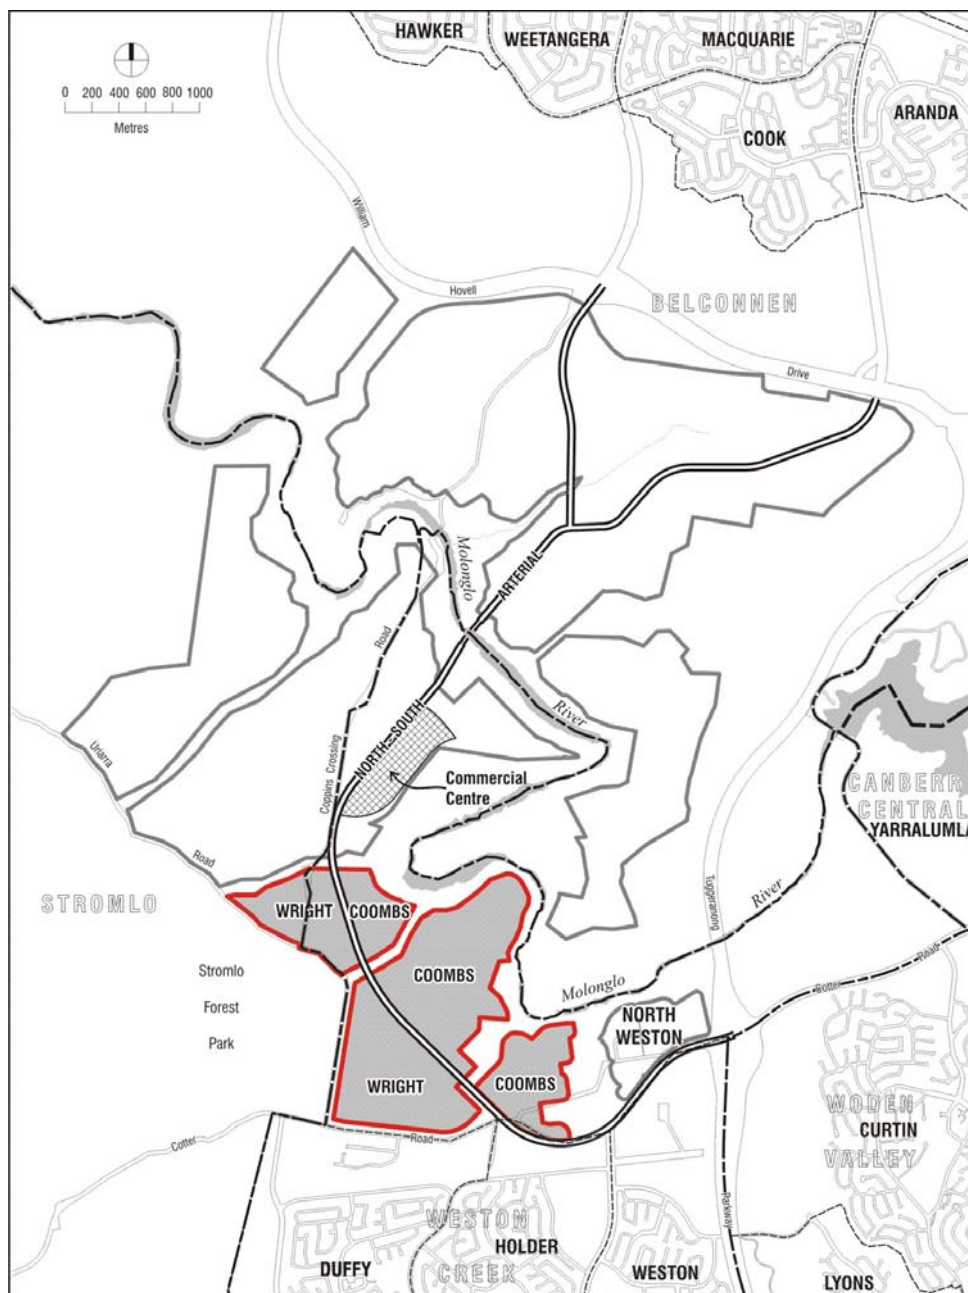 HAWKER
WEETANGERA
MACQUARIE
ARANDA
COOK
0 200 400 600 800 1000
Metres
William
Hovell
BELCONNEN
Drive
Molonglo
ARTERIAL
Road
River
NORTH-SOUTH
Uriarra
Coppins Crossing
Commercial
Centre
CANBERR
CENTRAL
YARRALUMLA
Road
Tuggeranong
River
STROMLO
WRIGHT
COOMBS
Stromlo
Forest
Park
COOMBS
Molonglo
Cotter
Road
NORTH
WESTON
WRIGHT
COOMBS
Cotter
Road
WODEN
CURTIN
VALLEY
Parkway
WESTON
HOLDER
CREEK
DUFFY
WESTON
LYONS